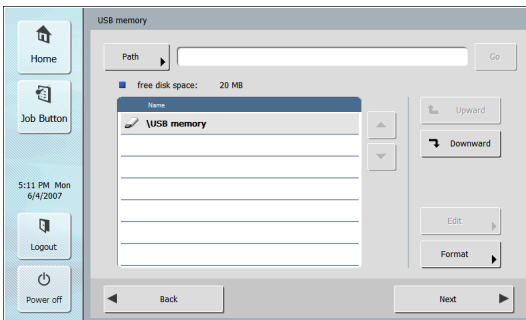 USB memory
Home
Path
Go
free disk space: 20 MB
Name
\USB memory
Job Button
Upward
Downward
5:11 PM Mon
6/4/2007
Edit
Logout
Format
Power off
Back
Next